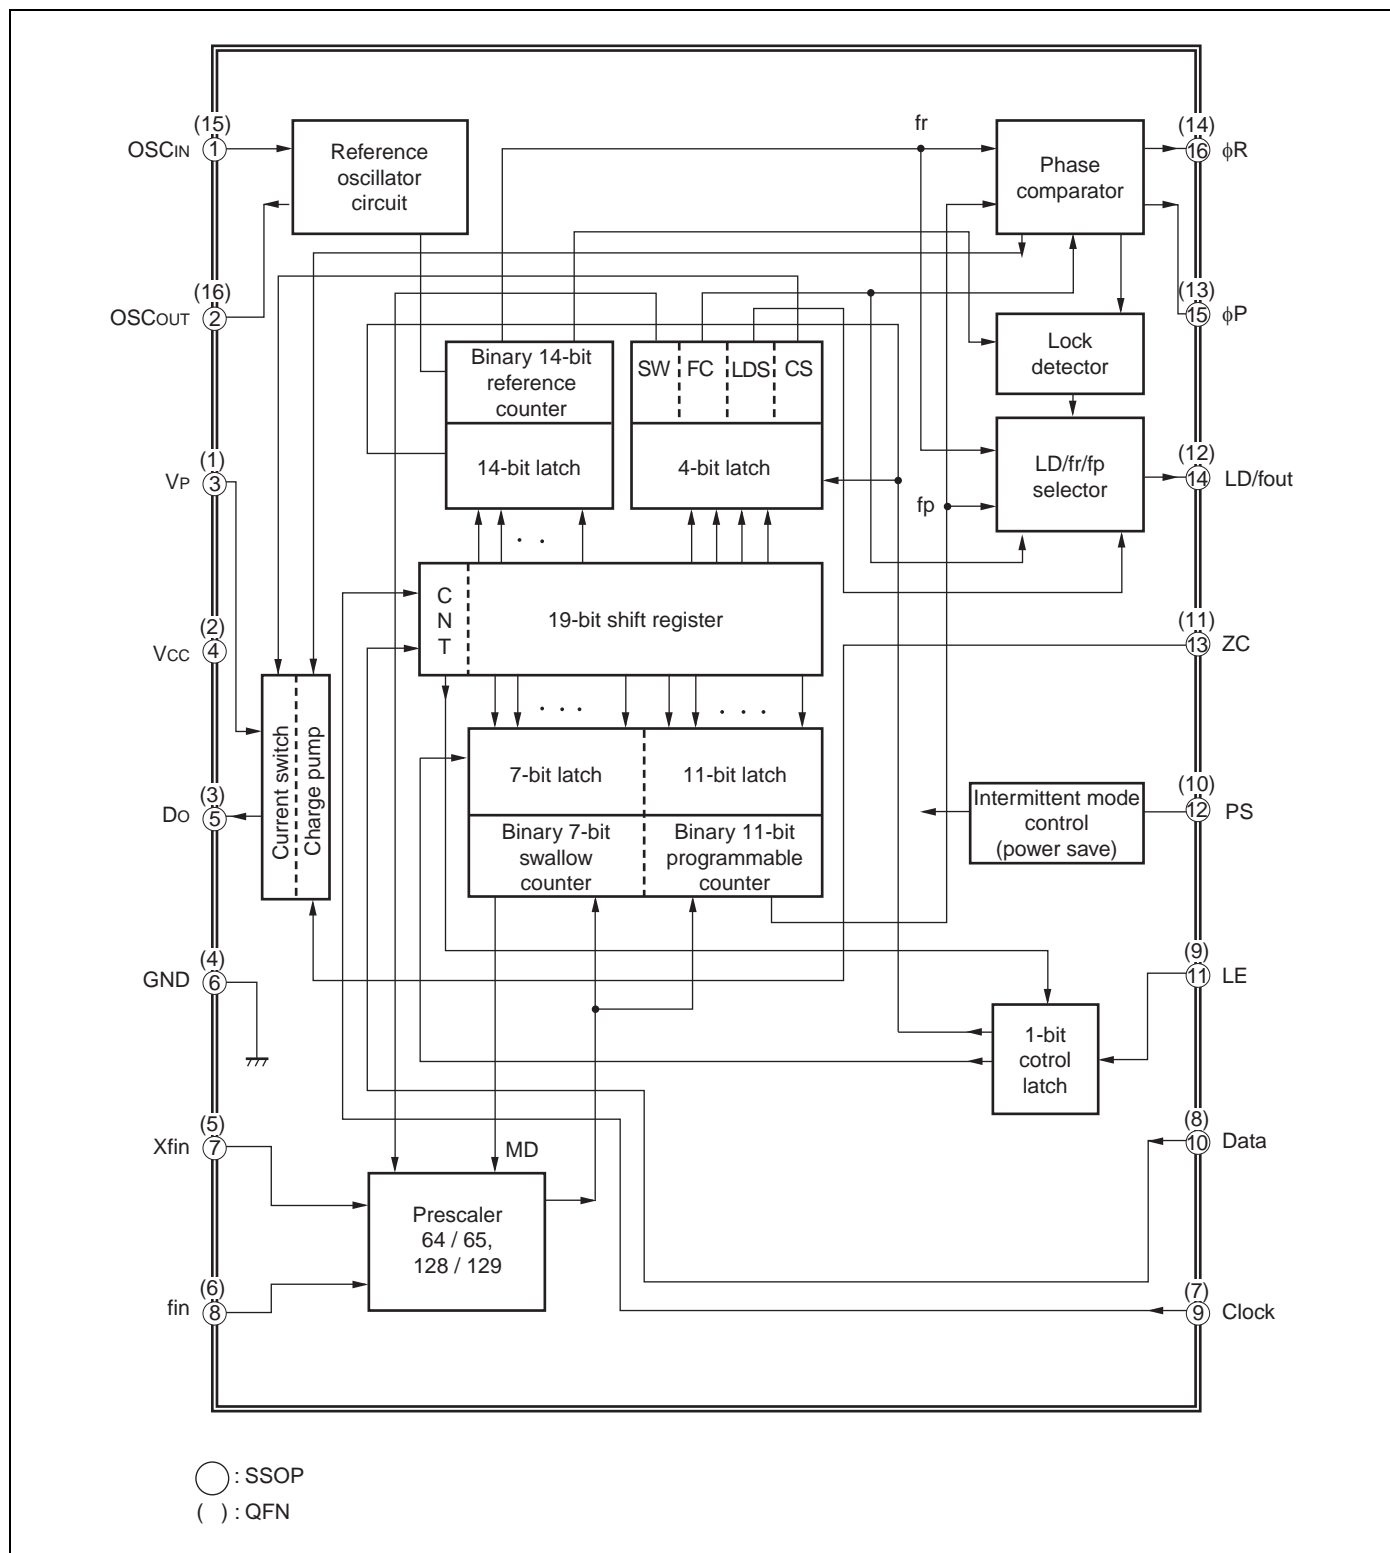 (15)
OSCIN 1
Reference
oscillator
circuit
fr
Phase
comparator
(14)
16 ϕR
(16)
OSCOUT 2
(13)
15 ϕP
Binary 14-bit
reference
counter
SW FC LDS CS
Lock
detector
14-bit latch
4-bit latch
LD/fr/fp
selector
fp
(12)
14 LD/fout
(1)
VP 3
. .
C
N
T
19-bit shift register
(2)
VCC 4
(11)
13 ZC
. . .
. . .
Current switch
Charge pump
7-bit latch
11-bit latch
(3)
DO 5
Intermittent mode
control
(power save)
(10)
12 PS
Binary 7-bit
swallow
counter
Binary 11-bit
programmable
counter
(4)
GND 6
(9)
11 LE
1-bit
cotrol
latch
(5)
Xfin 7
MD
(8)
10 Data
Prescaler
64 / 65,
128 / 129
(6)
fin 8
(7)
9 Clock
: SSOP
( ) : QFN